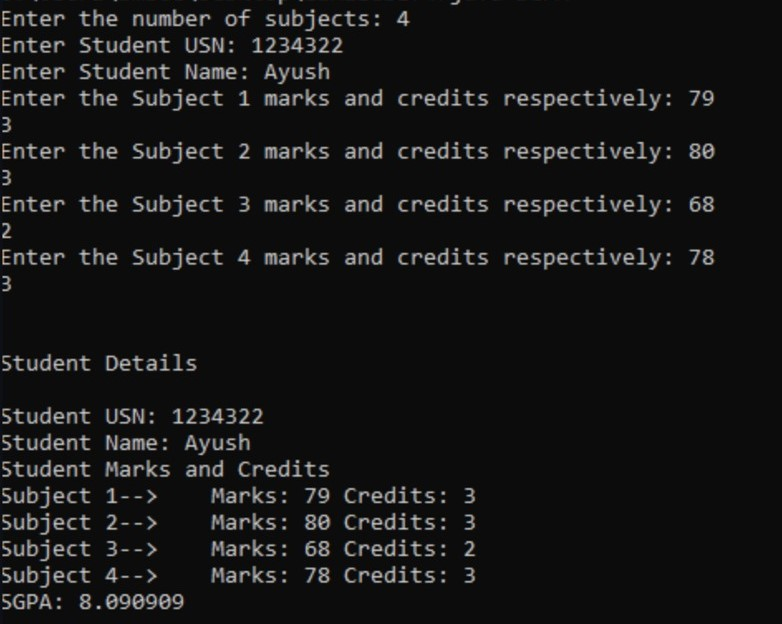 Enter the number of subjects: 4
Enter Student USN: 1234322
Enter Student Name: Ayush
Enter the Subject 1 marks and credits respectively: 79
3
Enter the Subject 2 marks and credits respectively: 80
3
Enter the Subject 3 marks and credits respectively: 68
2
Enter the Subject 4 marks and credits respectively: 78
3
Student Details
Student USN: 1234322
Student Name: Ayush
Student Marks and Credits
Subject 1-->    Marks: 79 Credits: 3
Subject 2-->    Marks: 80 Credits: 3
Subject 3-->    Marks: 68 Credits: 2
Subject 4-->    Marks: 78 Credits: 3
SGPA: 8.090909